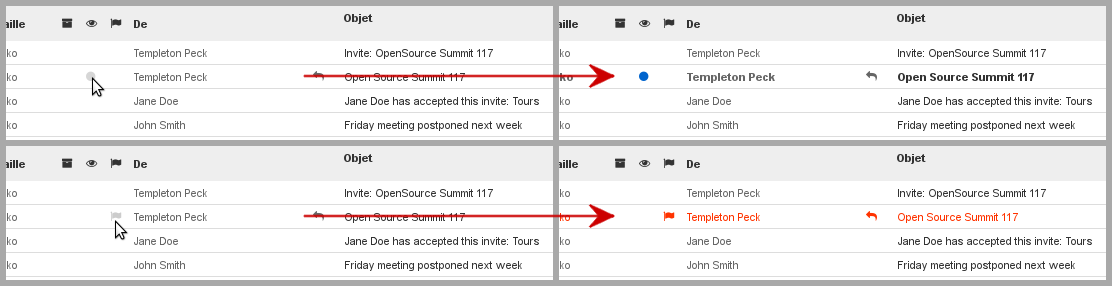 aille De Objet
ko Templeton Peck Invite: OpenSource Summit 117
ko Templeton Peck Open Source Summit 117
ko Jane Doe Jane Doe has accepted this invite: Tours
ko John Smith Friday meeting postponed next week
aille De Objet
ko Templeton Peck Invite: OpenSource Summit 117
ko Templeton Peck Open Source Summit 117
ko Jane Doe Jane Doe has accepted this invite: Tours
ko John Smith Friday meeting postponed next week
aille De Objet
ko Templeton Peck Invite: OpenSource Summit 117
ko Templeton Peck Open Source Summit 117
ko Jane Doe Jane Doe has accepted this invite: Tours
ko John Smith Friday meeting postponed next week
aille De Objet
ko Templeton Peck Invite: OpenSource Summit 117
ko Templeton Peck Open Source Summit 117
ko Jane Doe Jane Doe has accepted this invite: Tours
ko John Smith Friday meeting postponed next week